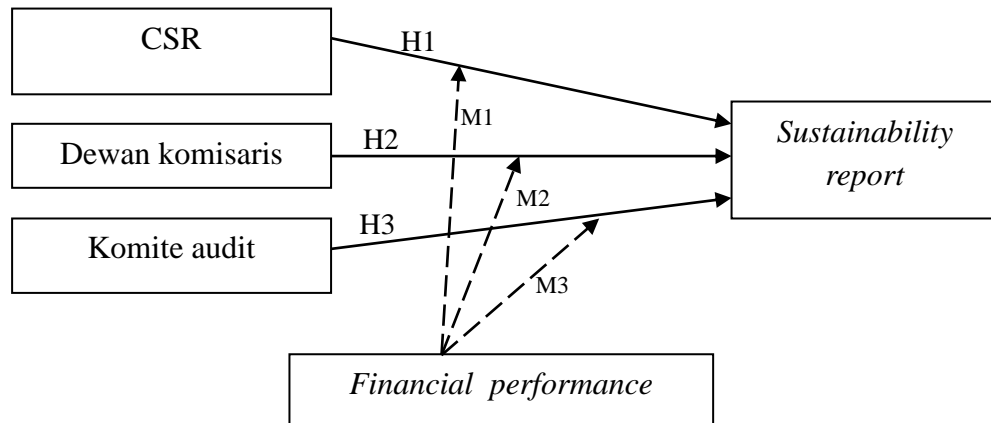 CSR
H1
M1
Dewan komisaris
H2
Sustainability
report
M2
Komite audit
H3
M3
Financial performance